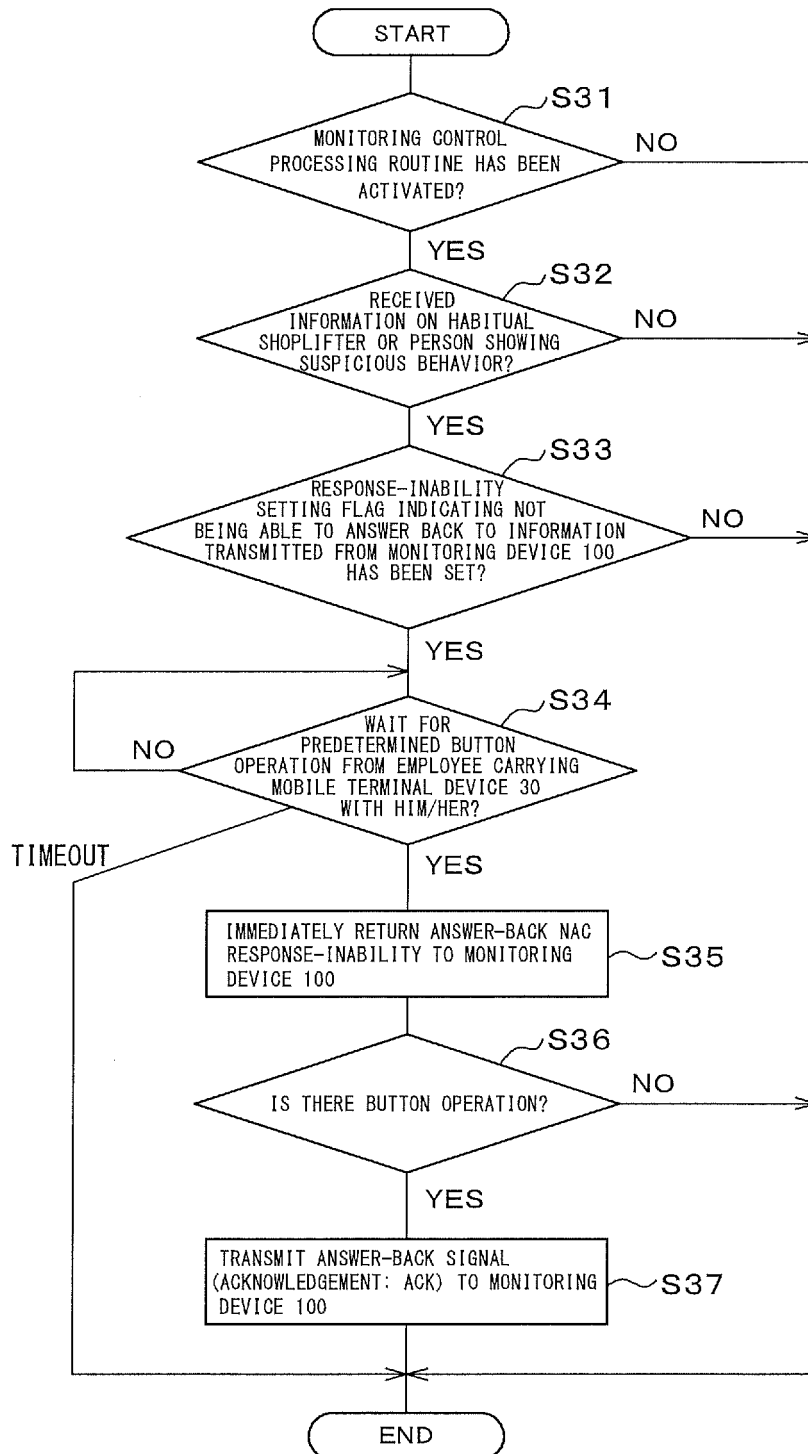 START
S31
MONITORING CONTROL
PROCESSING ROUTINE HAS BEEN
ACTIVATED?
NO
YES
S32
RECEIVED
INFORMATION ON HABITUAL
SHOPLIFTER OR PERSON SHOWING
SUSPICIOUS BEHAVIOR?
NO
YES
S33
RESPONSE-INABILITY
SETTING FLAG INDICATING NOT
BEING ABLE TO ANSWER BACK TO INFORMATION
TRANSMITTED FROM MONITORING DEVICE 100
HAS BEEN SET?
NO
YES
S34
WAIT FOR
PREDETERMINED BUTTON
OPERATION FROM EMPLOYEE CARRYING
MOBILE TERMINAL DEVICE 30
WITH HIM/HER?
NO
TIMEOUT
YES
IMMEDIATELY RETURN ANSWER-BACK NAC
RESPONSE-INABILITY TO MONITORING
DEVICE 100
S35
S36
IS THERE BUTTON OPERATION?
NO
YES
TRANSMIT ANSWER-BACK SIGNAL
(ACKNOWLEDGEMENT: ACK) TO MONITORING
DEVICE 100
S37
END